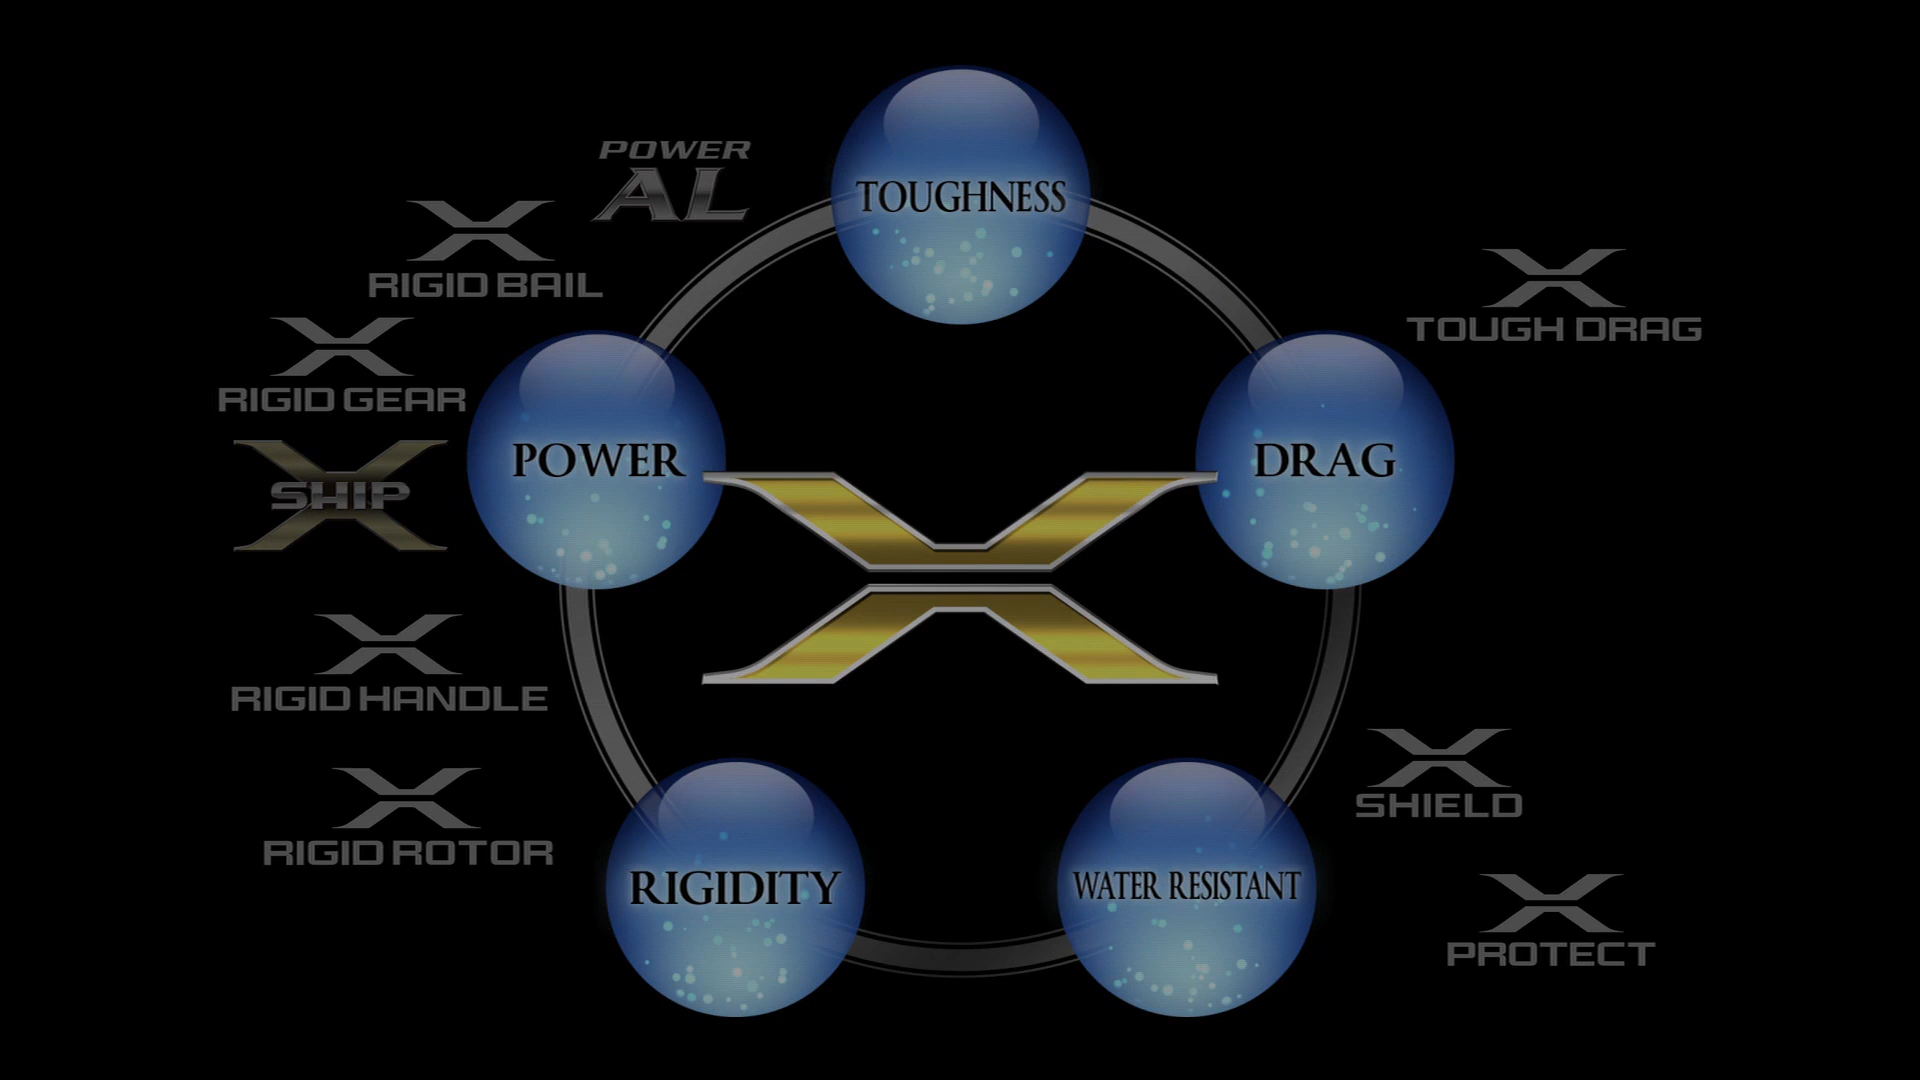 POWER
AL
TOUGHNESS
X
RIGID BAIL
X
TOUGH DRAG
X
RIGID GEAR
X
SHIP
POWER
DRAG
X
X
RIGID HANDLE
X
SHIELD
X
RIGID ROTOR
RIGIDITY
WATER RESISTANT
X
PROTECT